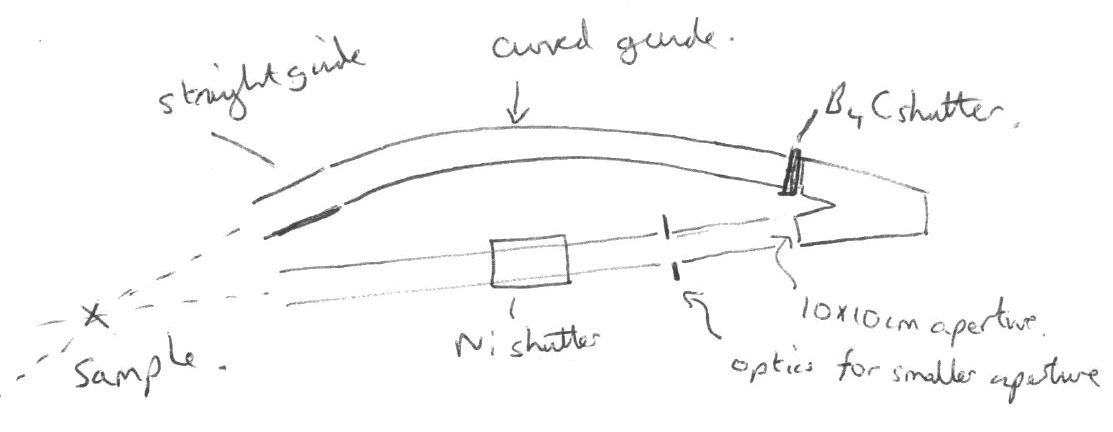 curved guide.
straight guide
B4C shutter.
10x10cm aperture.
Ni shutter
Sample.
optics for smaller aperture